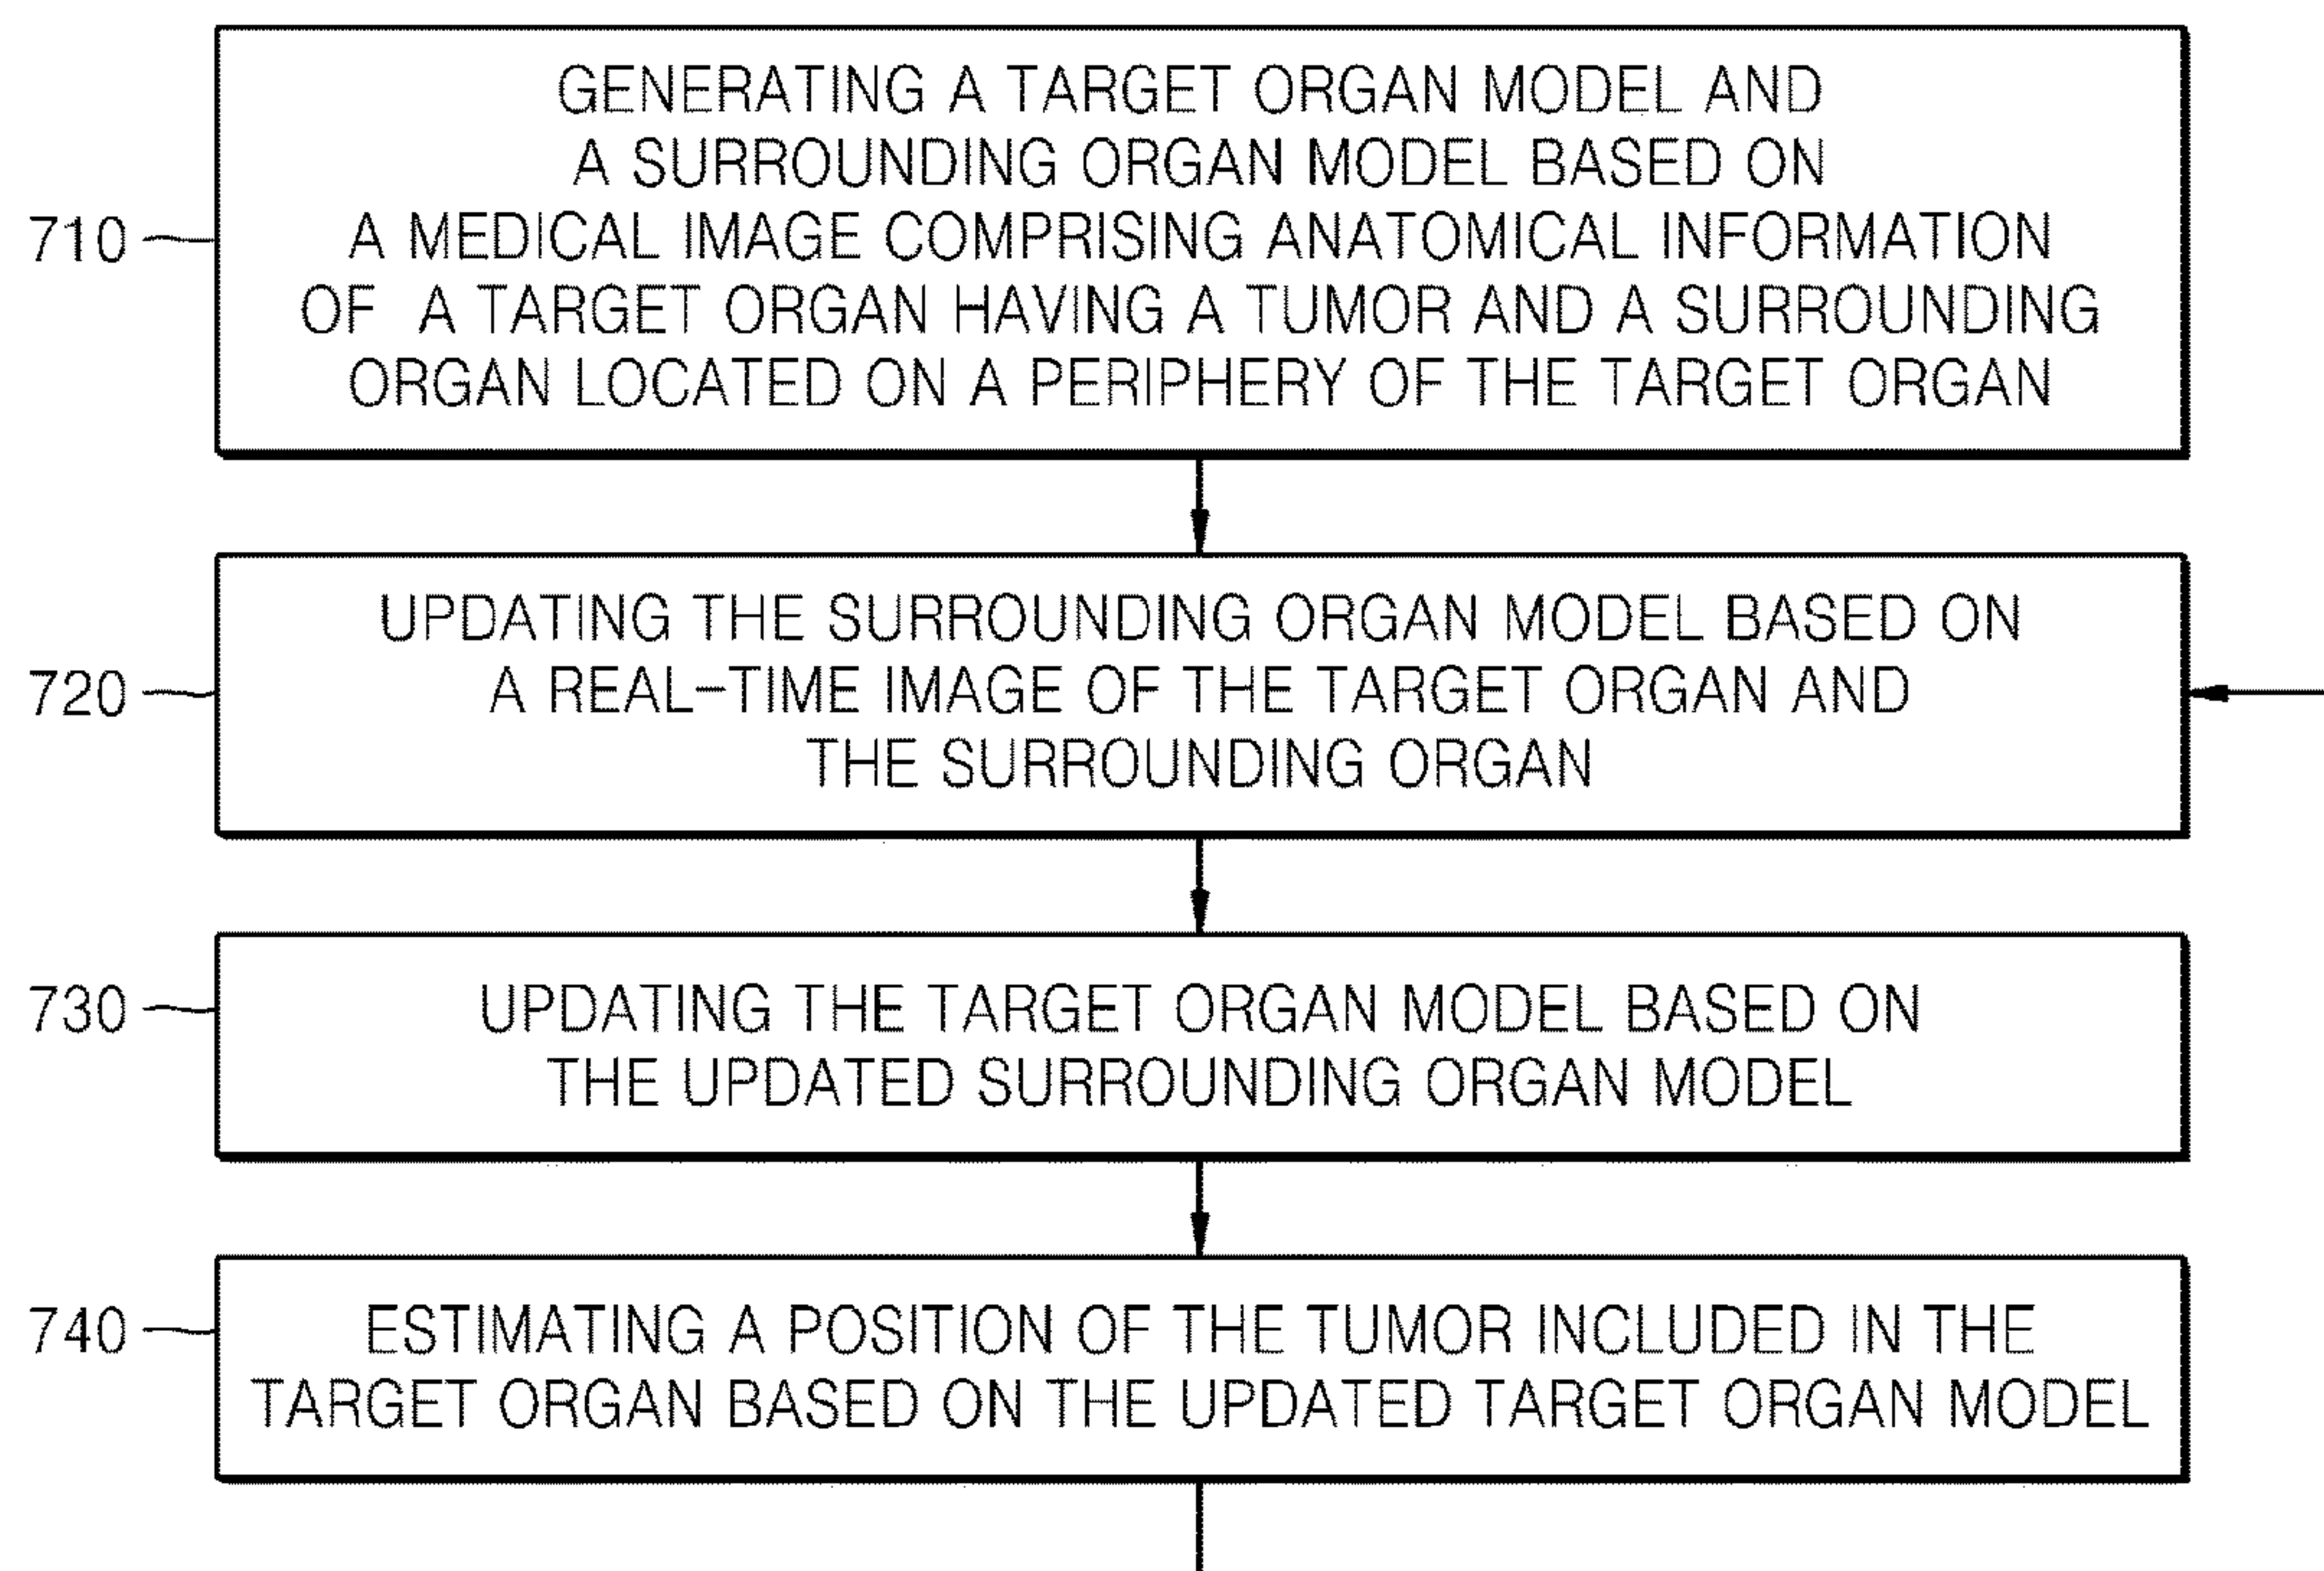 GENERATING A TARGET ORGAN MODEL AND
A SURROUNDING ORGAN MODEL BASED ON
710
A MEDICAL IMAGE COMPRISING ANATOMICAL INFORMATION
OF A TARGET ORGAN HAVING A TUMOR AND A SURROUNDING
ORGAN LOCATED ON A PERIPHERY OF THE TARGET ORGAN
UPDATING THE SURROUNDING ORGAN MODEL BASED ON
720
A REAL-TIME IMAGE OF THE TARGET ORGAN AND
THE SURROUNDING ORGAN
730
UPDATING THE TARGET ORGAN MODEL BASED ON
THE UPDATED SURROUNDING ORGAN MODEL
740
ESTIMATING A POSITION OF THE TUMOR INCLUDED IN THE
TARGET ORGAN BASED ON THE UPDATED TARGET ORGAN MODEL